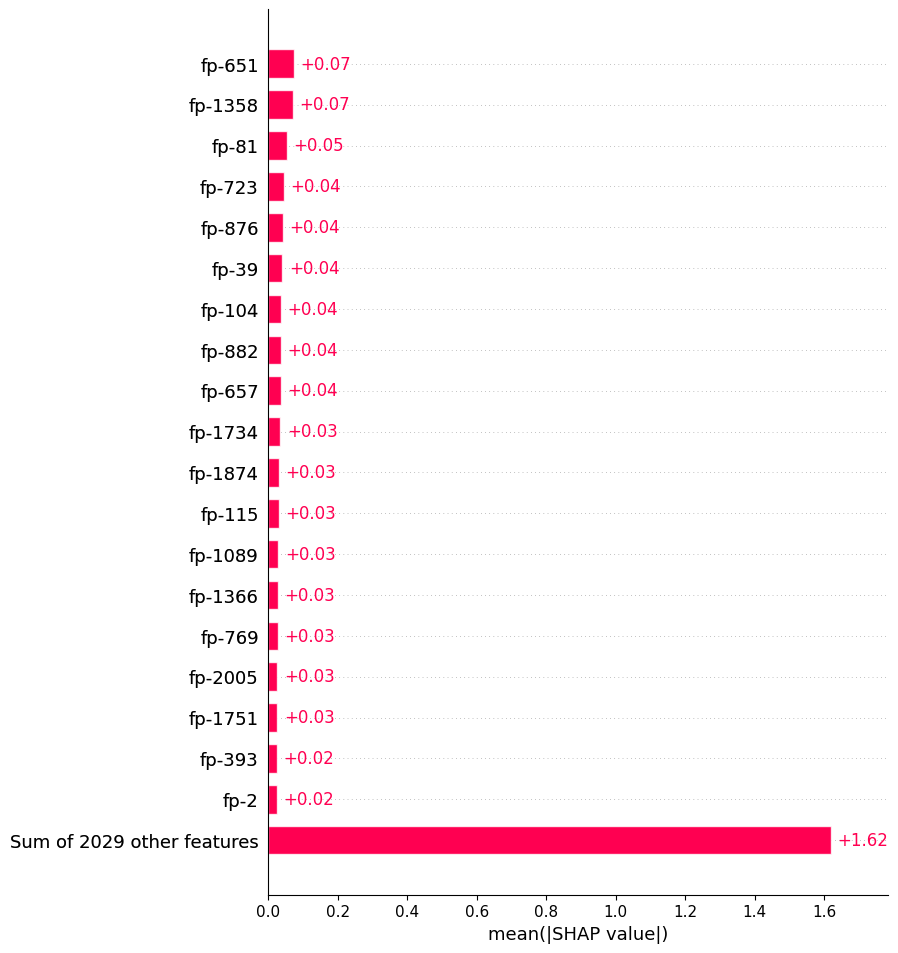 fp-651 +0.07
fp-1358 +0.07
fp-81 +0.05
fp-723 +0.04
fp-876 +0.04
fp-39 +0.04
fp-104 +0.04
fp-882 +0.04
fp-657 +0.04
fp-1734 +0.03
fp-1874 +0.03
fp-115 +0.03
fp-1089 +0.03
fp-1366 +0.03
fp-769 +0.03
fp-2005 +0.03
fp-1751 +0.03
fp-393 +0.02
fp-2 +0.02
Sum of 2029 other features +1.62
0.0 0.2 0.4 0.6 0.8 1.0 1.2 1.4 1.6
mean(|SHAP value|)